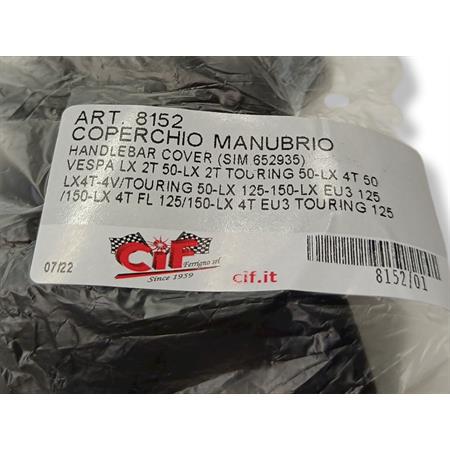 ART. 8152
COPERCHIO MANUBRIO
HANDLEBAR COVER (SIM 652935)
VESPA LX 2T 50-LX 2T TOURING 50-LX 4T 50
LX4T-4V/TOURING 50-LX 125-150-LX EU3 125
/150-LX 4T FL 125/150-LX 4T EU3 TOURING 125
07/22
CiF
Ferrigno srl
Since 1959
cif.it
8152/01